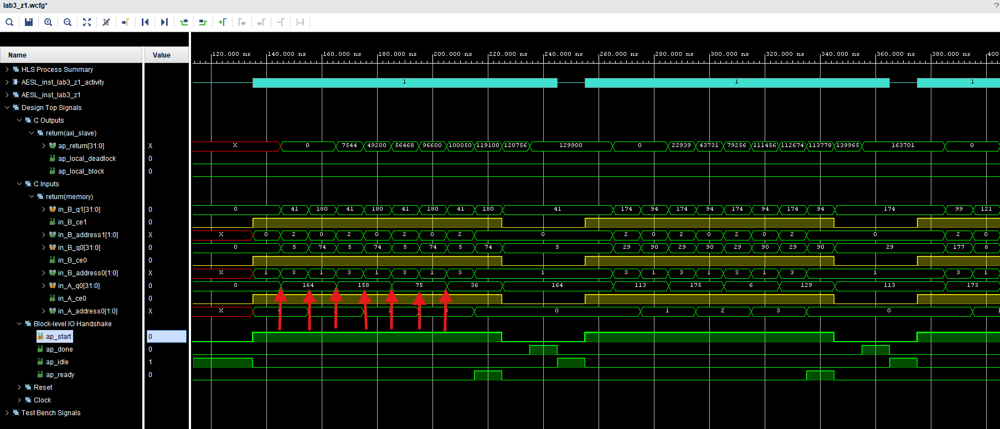 lab3_z1.wcfg*
?
Name Value
120.000 ns 140.000 ns 160.000 ns 180.000 ns 200.000 ns 220.000 ns 240.000 ns 260.000 ns 280.000 ns 300.000 ns 320.000 ns 340.000 ns 360.000 ns 380.000 ns 400
HLS Process Summary
AESL_inst_lab3_z1_activity 1 1 1
AESL_inst_lab3_z1
Design Top Signals
C Outputs
return(axi_slave)
ap_return[31:0] X X 0 7544 49200 56468 96600 100050 119100 120756 129900 0 22939 43731 79256 111456 112674 113778 139965 163701 0
ap_local_deadlock 0
ap_local_block 0
C Inputs
return(memory)
in_B_q1[31:0] 0 0 41 180 41 180 41 180 41 180 41 174 94 174 94 174 94 174 94 174 99 121
in_B_ce1 0
in_B_address1[1:0] X X 0 2 0 2 0 2 0 2 0 2 0 2 0 2 0 2 0 2 0
in_B_q0[31:0] 0 0 5 74 5 74 5 74 5 74 5 29 90 29 90 29 90 29 90 29 177 6
in_B_ce0 0
in_B_address0[1:0] X X 1 3 1 3 1 3 1 3 1 3 1 3 1 3 1 3 1 3 1
in_A_q0[31:0] 0 0 164 158 75 36 164 113 175 6 129 113 173
in_A_ce0 0
in_A_address0[1:0] X X 0 1 2 3 0 1 2 3 0 1
Block-level IO Handshake
ap_start 0
ap_done 0
ap_idle 1
ap_ready 0
Reset
Clock
Test Bench Signals